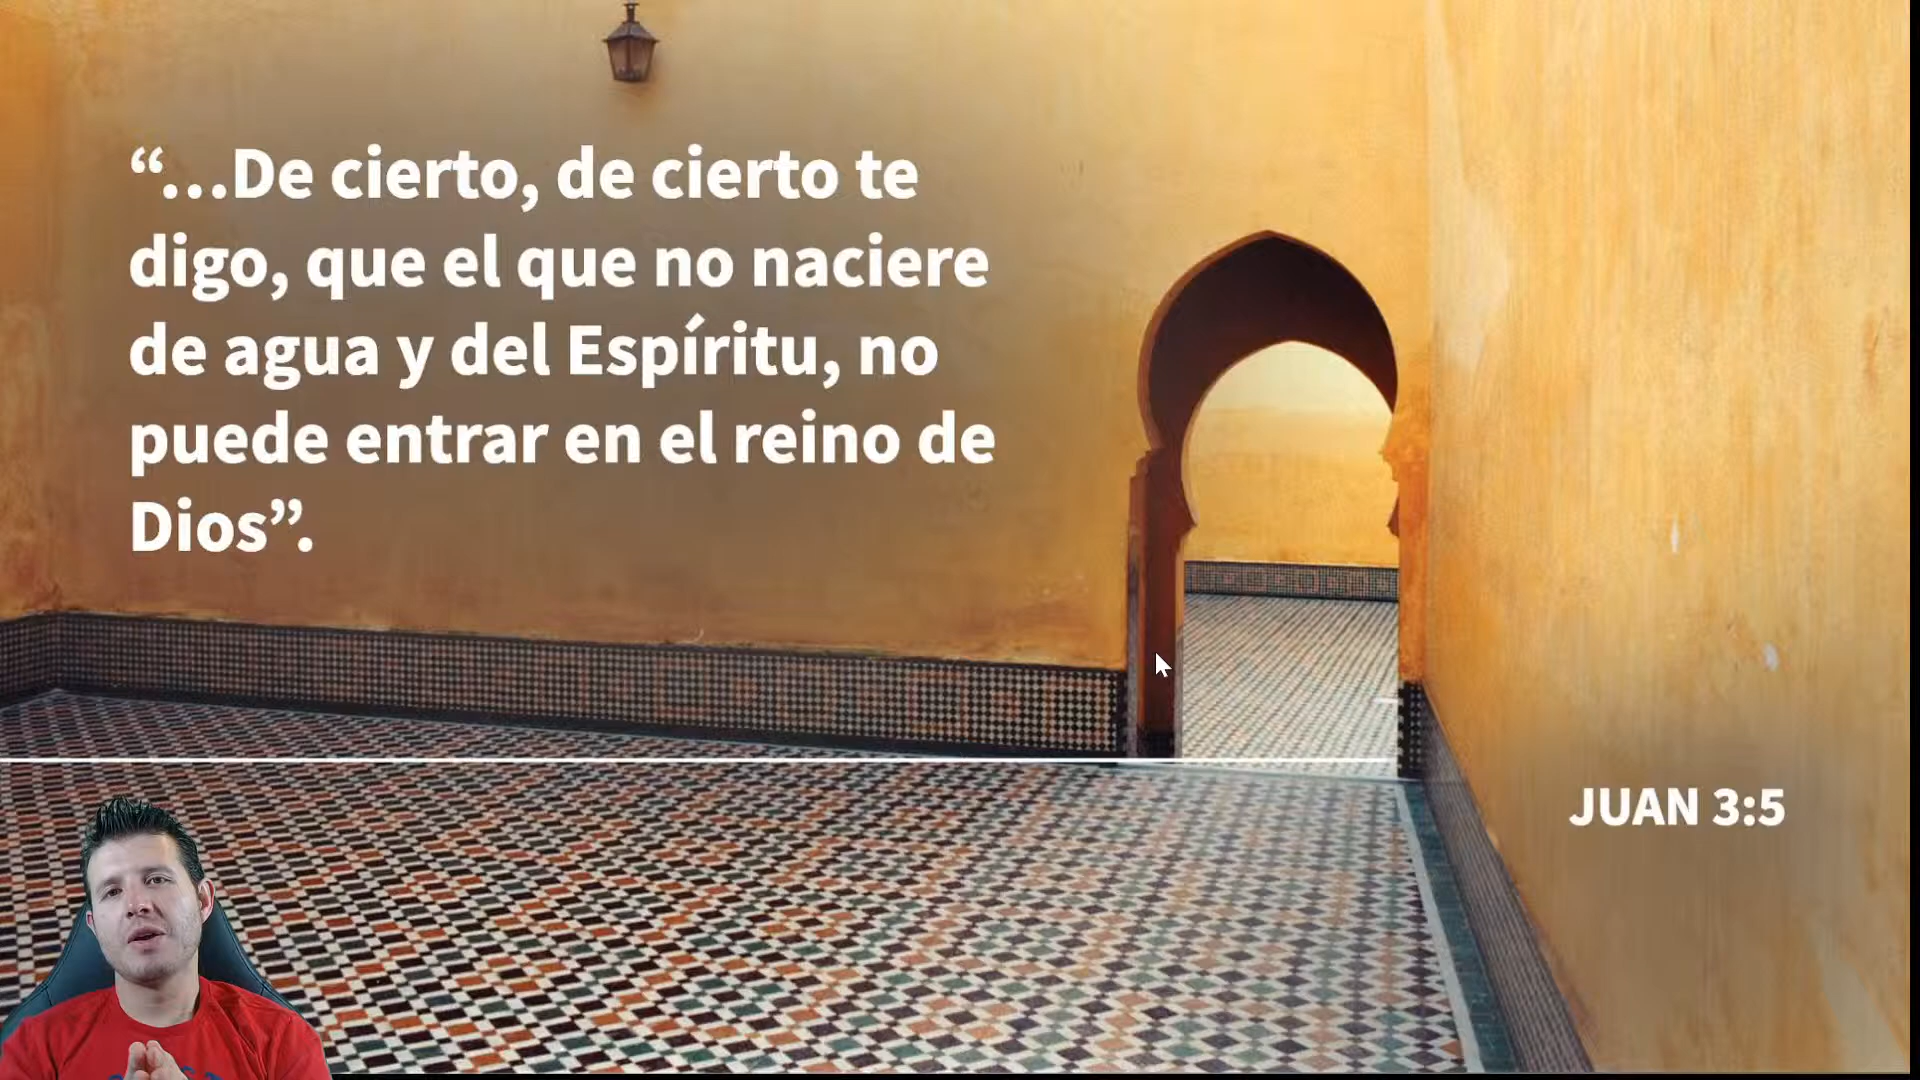 “…De cierto, de cierto te
digo, que el que no naciere
de agua y del Espíritu, no
puede entrar en el reino de
Dios”.
JUAN 3:5